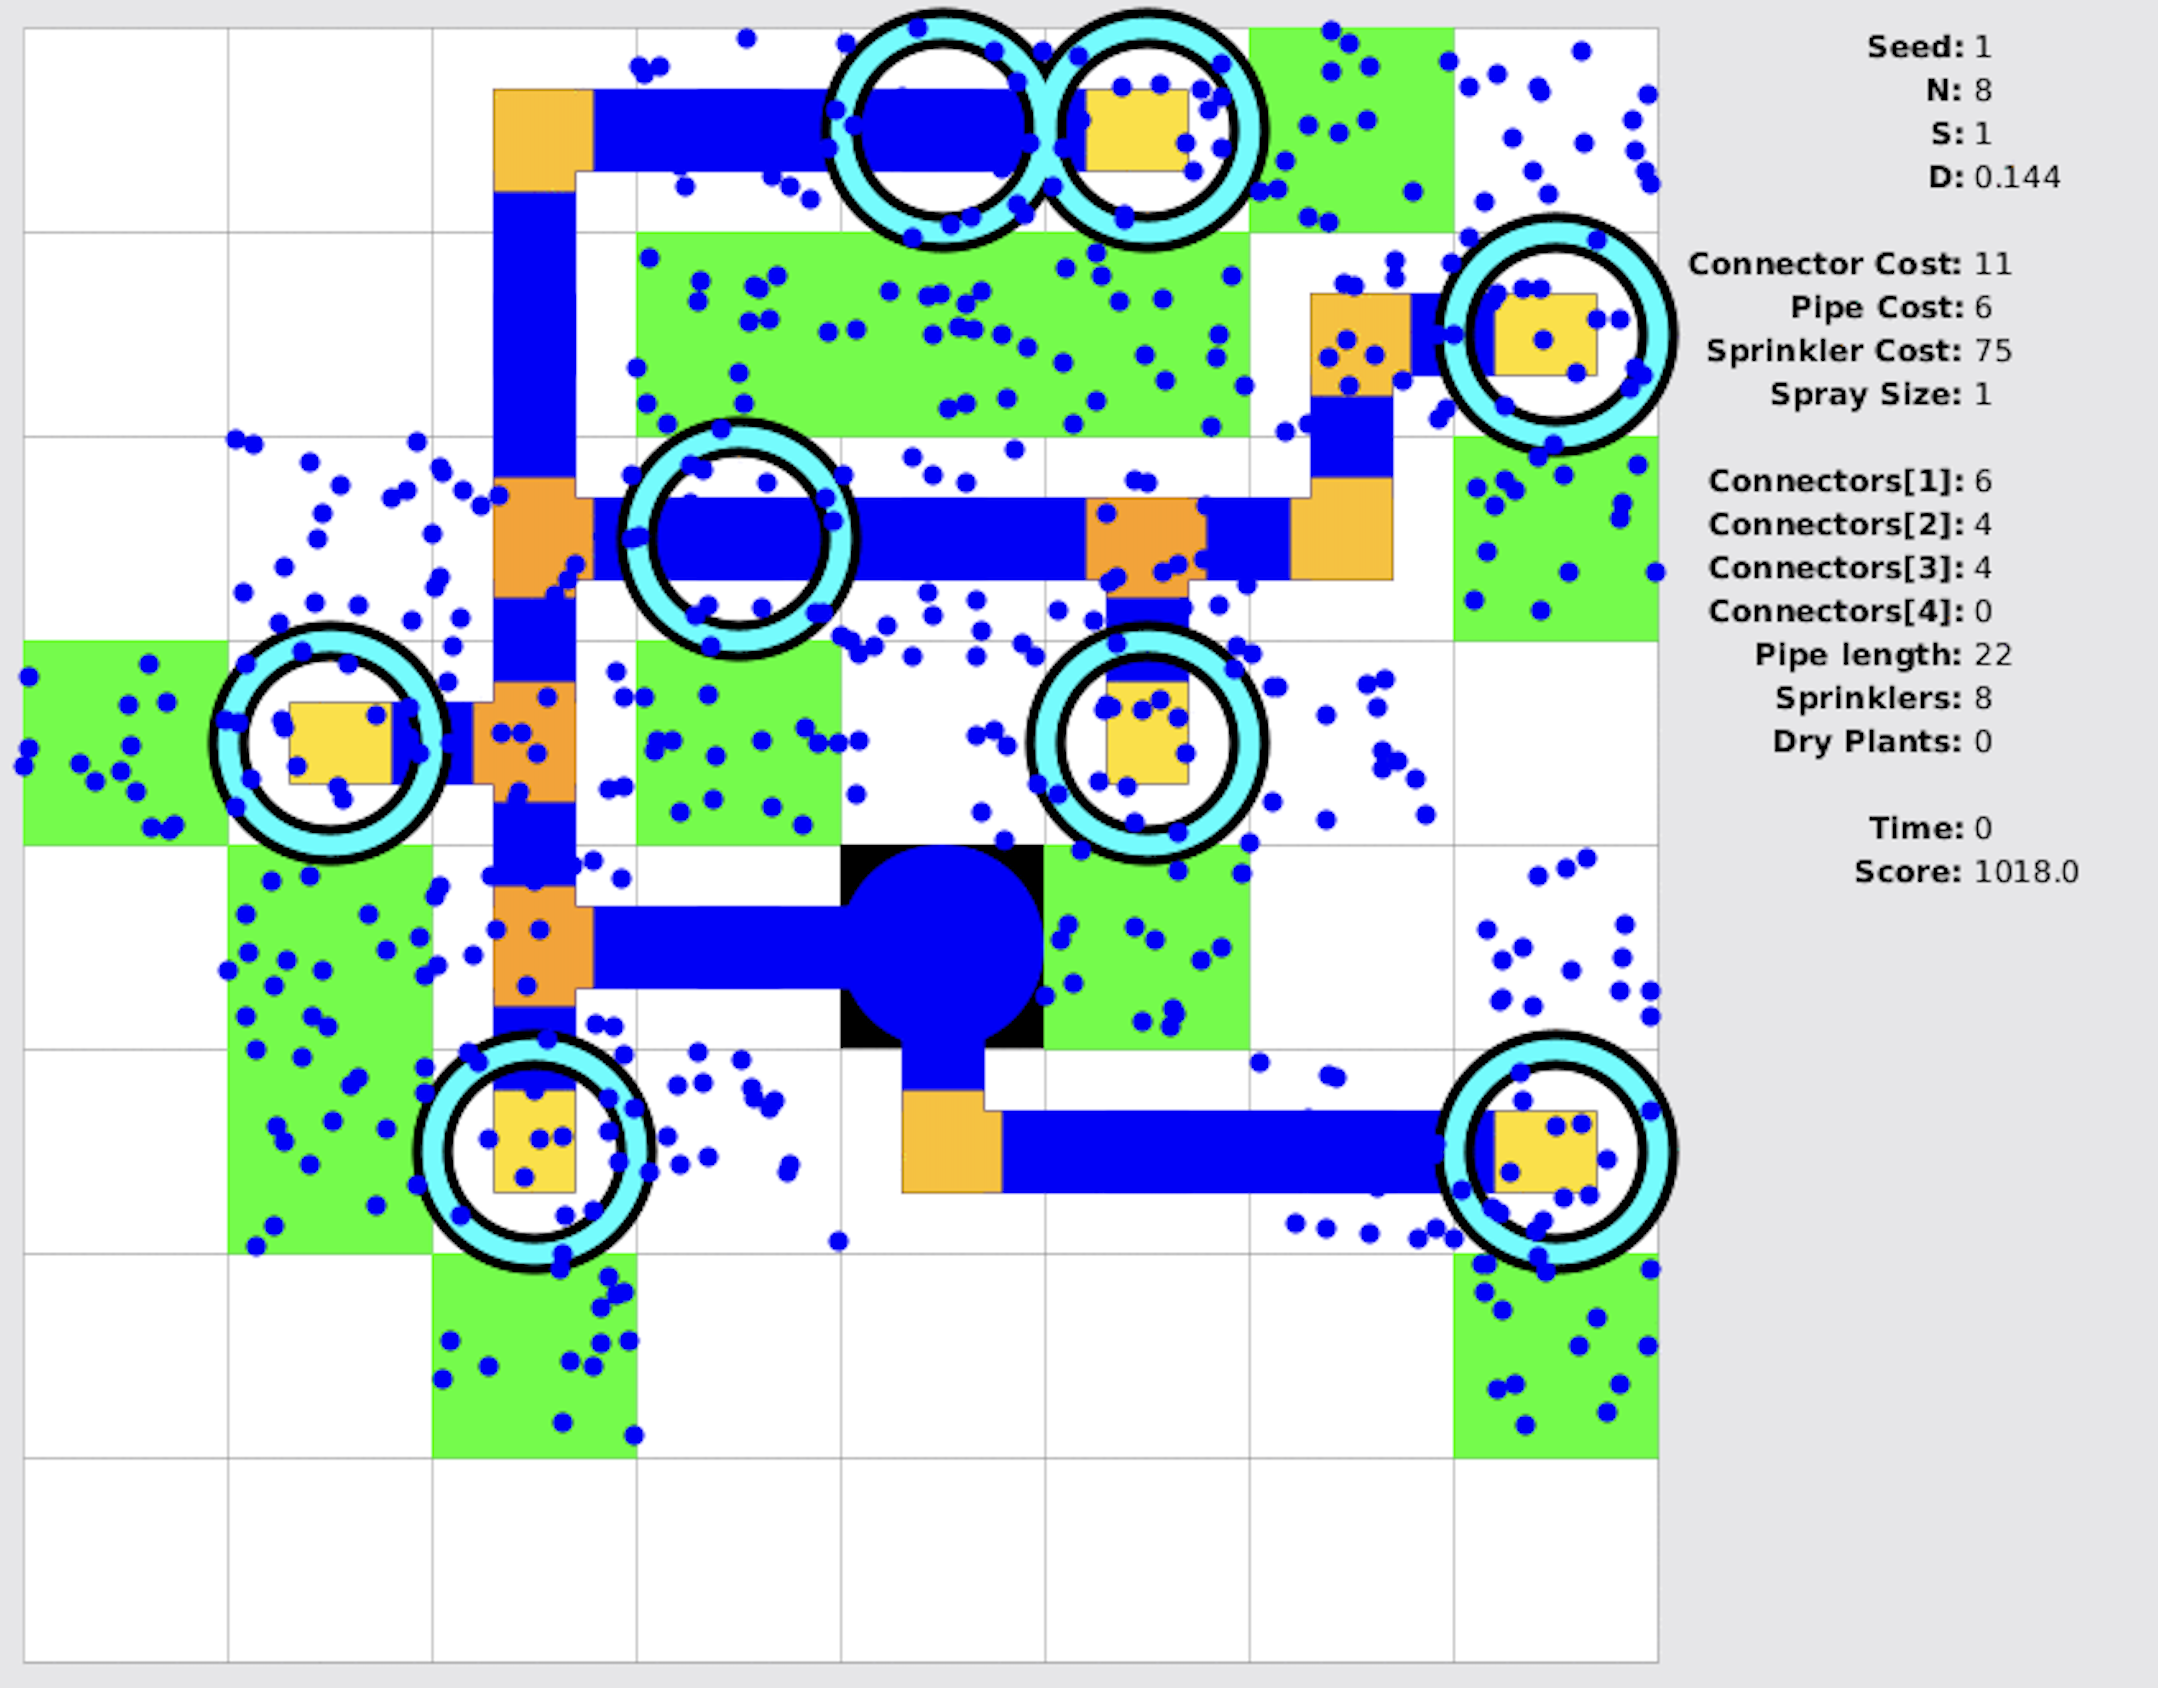 Seed: 1
N: 8
S: 1
D: 0.144
Connector Cost: 11
Pipe Cost: 6
Sprinkler Cost: 75
Spray Size: 1
Connectors[1]: 6
Connectors[2]: 4
Connectors[3]: 4
Connectors[4]: 0
Pipe length: 22
Sprinklers: 8
Dry Plants: 0
Time: 0
Score: 1018.0